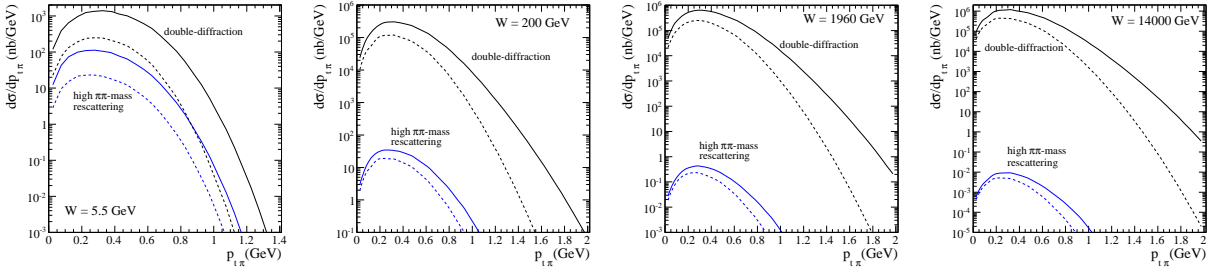 dσ/dp_{tπ} (nb/GeV)
10^3
10^2
10
1
10^{-1}
10^{-2}
10^{-3}
double-diffraction
high ππ-mass
rescattering
W = 5.5 GeV
0 0.2 0.4 0.6 0.8 1 1.2 1.4
p_{tπ}(GeV)
dσ/dp_{tπ} (nb/GeV)
10^6
10^5
10^4
10^3
10^2
10
1
10^{-1}
W = 200 GeV
double-diffraction
high ππ-mass
rescattering
0 0.2 0.4 0.6 0.8 1 1.2 1.4 1.6 1.8 2
p_{tπ}(GeV)
dσ/dp_{tπ} (nb/GeV)
10^6
10^5
10^4
10^3
10^2
10
1
10^{-1}
10^{-2}
10^{-3}
W = 1960 GeV
double-diffraction
high ππ-mass
rescattering
0 0.2 0.4 0.6 0.8 1 1.2 1.4 1.6 1.8 2
p_{tπ}(GeV)
dσ/dp_{tπ} (nb/GeV)
10^6
10^5
10^4
10^3
10^2
10
1
10^{-1}
10^{-2}
10^{-3}
10^{-4}
10^{-5}
W = 14000 GeV
double-diffraction
high ππ-mass
rescattering
0 0.2 0.4 0.6 0.8 1 1.2 1.4 1.6 1.8 2
p_{tπ}(GeV)